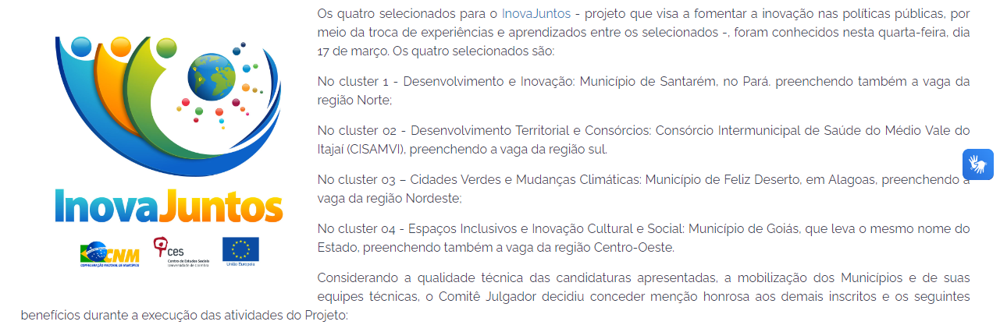 Os quatro selecionados para o InovaJuntos - projeto que visa a fomentar a inovação nas políticas públicas, por
meio da troca de experiências e aprendizados entre os selecionados -, foram conhecidos nesta quarta-feira, dia
17 de março. Os quatro selecionados são:
No cluster 1 - Desenvolvimento e Inovação: Município de Santarém, no Pará. preenchendo também a vaga da
região Norte;
No cluster 02 - Desenvolvimento Territorial e Consórcios: Consórcio Intermunicipal de Saúde do Médio Vale do
Itajaí (CISAMVI), preenchendo a vaga da região sul.
No cluster 03 – Cidades Verdes e Mudanças Climáticas: Município de Feliz Deserto, em Alagoas, preenchendo a
vaga da região Nordeste;
No cluster 04 - Espaços Inclusivos e Inovação Cultural e Social: Município de Goiás, que leva o mesmo nome do
Estado, preenchendo também a vaga da região Centro-Oeste.
Considerando a qualidade técnica das candidaturas apresentadas, a mobilização dos Municípios e de suas
equipes técnicas, o Comitê Julgador decidiu conceder menção honrosa aos demais inscritos e os seguintes
benefícios durante a execução das atividades do Projeto:
InovaJuntos
CNM
CONFEDERAÇÃO NACIONAL DE MUNICÍPIOS
ces
Centro de Estudos Sociais
Universidade de Coimbra
União Europeia